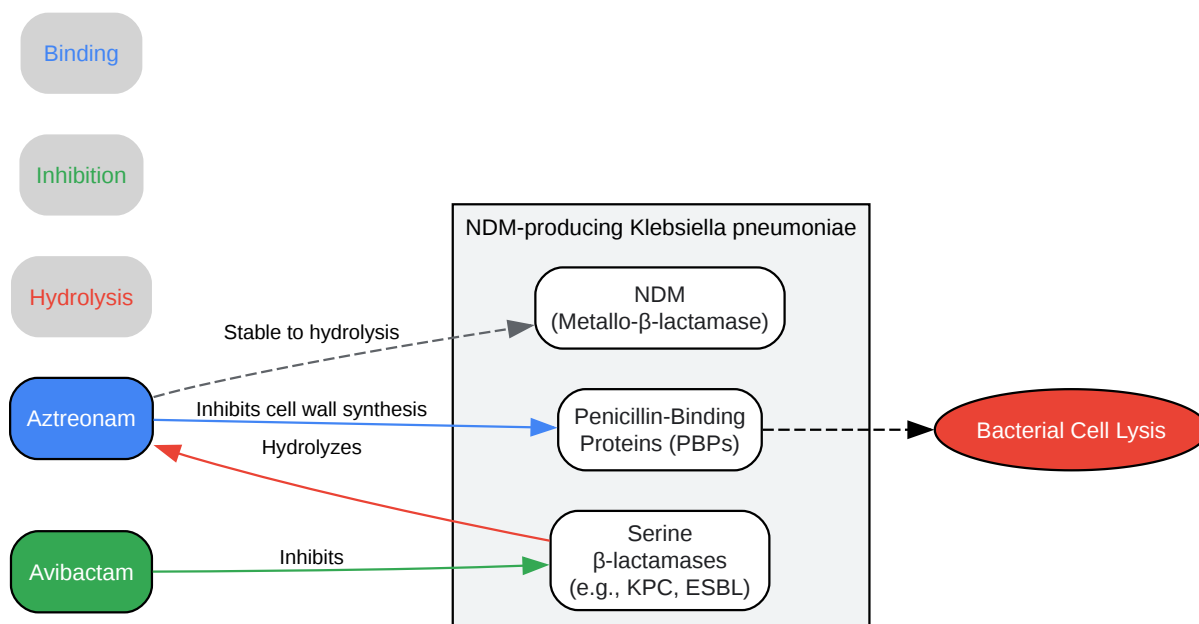 Binding
Inhibition
Hydrolysis
NDM-producing Klebsiella pneumoniae
NDM
(Metallo-β-lactamase)
Stable to hydrolysis
Aztreonam
Inhibits cell wall synthesis
Penicillin-Binding
Proteins (PBPs)
Bacterial Cell Lysis
Hydrolyzes
Serine
β-lactamases
(e.g., KPC, ESBL)
Avibactam
Inhibits